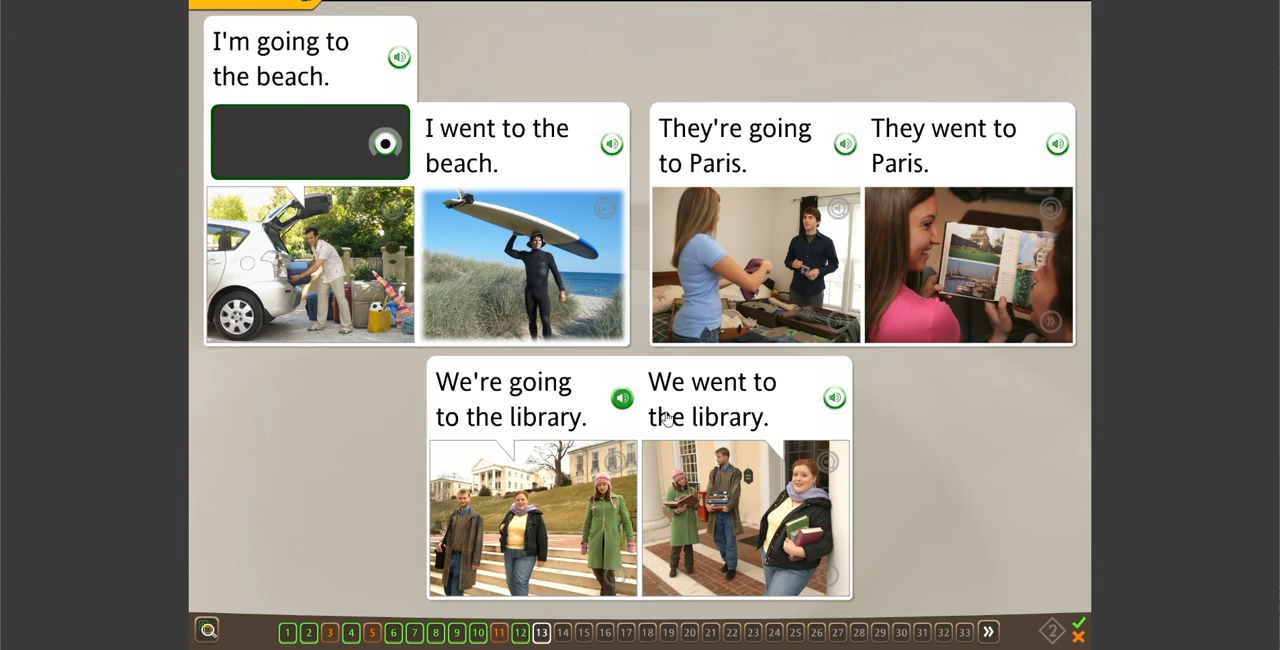 I'm going to
the beach.
I went to the
beach.
They're going
to Paris.
They went to
Paris.
We're going
to the library.
We went to
the library.
1 2 3 4 5 6 7 8 9 10 11 12 13 14 15 16 17 18 19 20 21 22 23 24 25 26 27 28 29 30 31 32 33
2